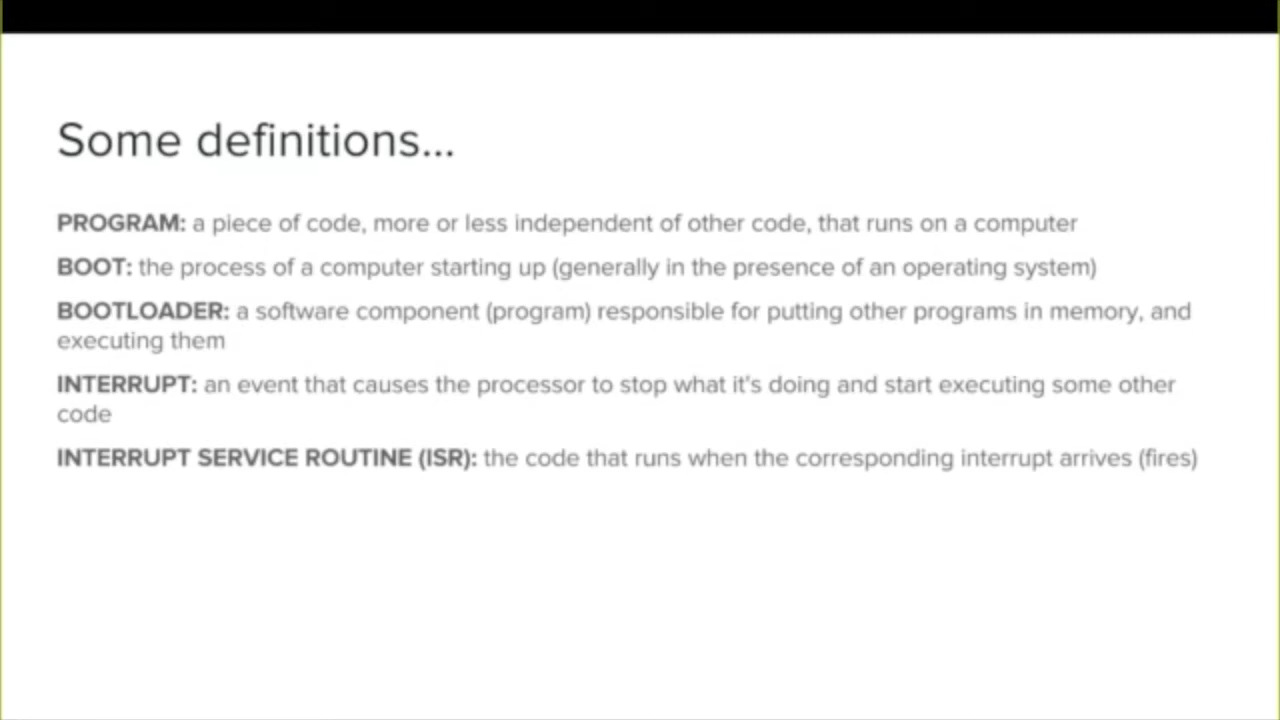 Some definitions...
PROGRAM: a piece of code, more or less independent of other code, that runs on a computer
BOOT: the process of a computer starting up (generally in the presence of an operating system)
BOOTLOADER: a software component (program) responsible for putting other programs in memory, and
executing them
INTERRUPT: an event that causes the processor to stop what it's doing and start executing some other
code
INTERRUPT SERVICE ROUTINE (ISR): the code that runs when the corresponding interrupt arrives (fires)